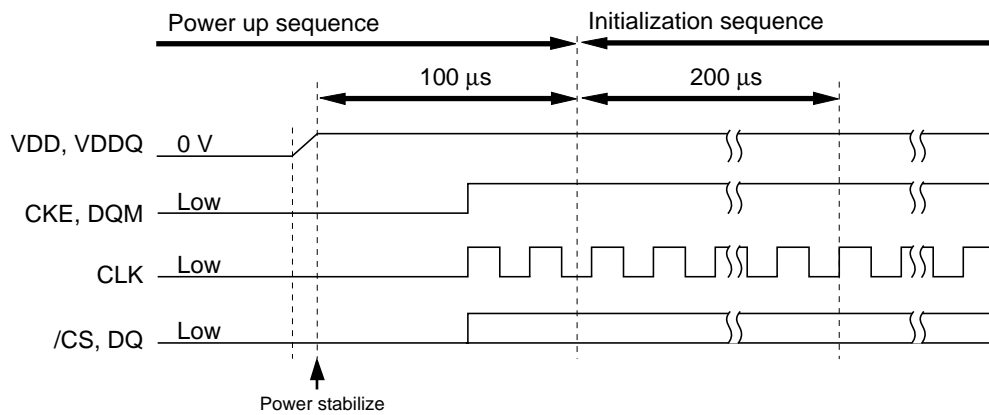 Power up sequence
Initialization sequence
100 μs
200 μs
VDD, VDDQ
0 V
CKE, DQM
Low
CLK
Low
/CS, DQ
Low
Power stabilize